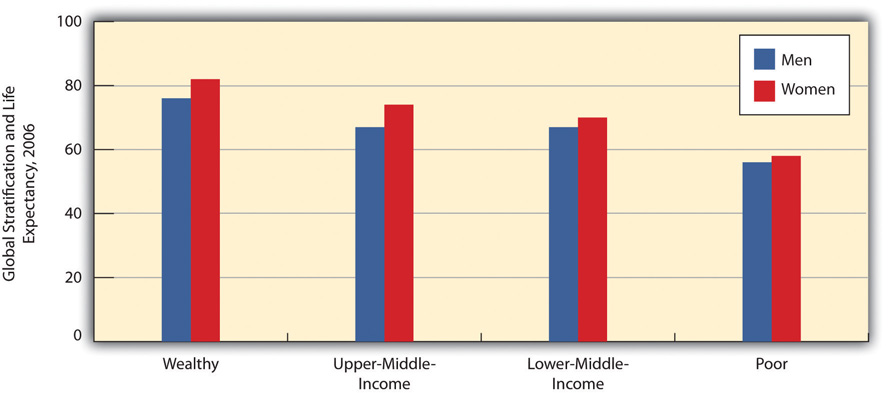 Global Stratification and Life
Expectancy, 2006
100
80
60
40
20
0
Men
Women
Wealthy
Upper-Middle-
Income
Lower-Middle-
Income
Poor